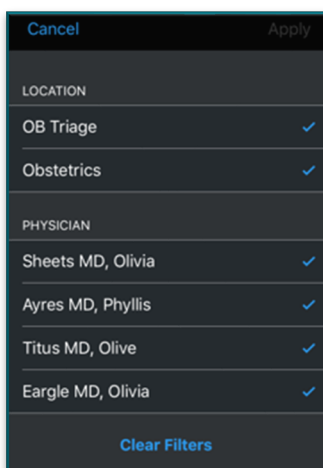 Cancel
Apply
LOCATION
OB Triage
Obstetrics
PHYSICIAN
Sheets MD, Olivia
Ayres MD, Phyllis
Titus MD, Olive
Eargle MD, Olivia
Clear Filters